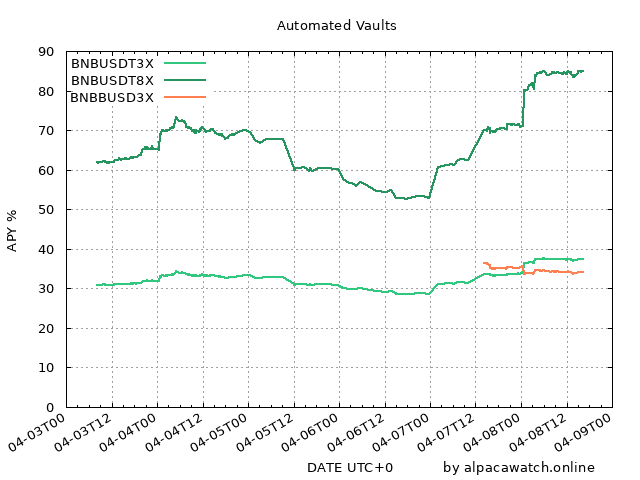 Automated Vaults
BNBUSDT3X
BNBUSDT8X
BNBBUSD3X
APY %
90
80
70
60
50
40
30
20
10
0
04-03T00
04-03T12
04-04T00
04-04T12
04-05T00
04-05T12
04-06T00
04-06T12
04-07T00
04-07T12
04-08T00
04-08T12
04-09T00
DATE UTC+0
by alpacawatch.online